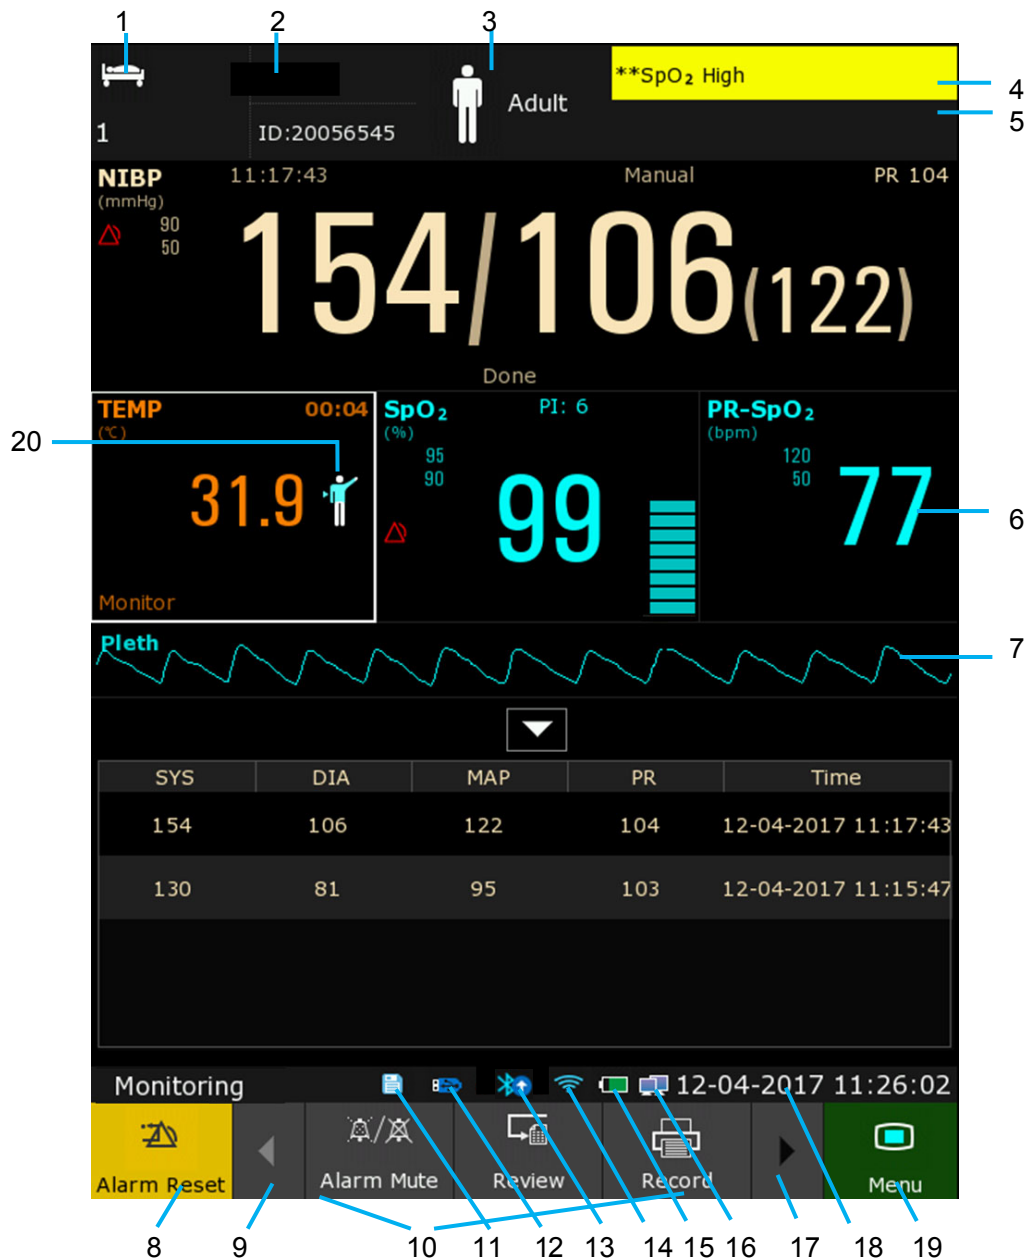 1 2 3
**SpO₂ High
4
Adult
5
1 ID:20056545
NIBP 11:17:43 Manual PR 104
(mmHg)
90
50
154/106(122)
Done
TEMP 00:04 SpO₂ PI: 6 PR-SpO₂
(℃) (%) (bpm)
20
95 120
90 50
31.9 99 77
6
Monitor
Pleth
7
SYS DIA MAP PR Time
154 106 122 104 12-04-2017 11:17:43
130 81 95 103 12-04-2017 11:15:47
Monitoring 12-04-2017 11:26:02
Alarm Reset Alarm Mute Review Record Menu
8 9 10 11 12 13 14 15 16 17 18 19